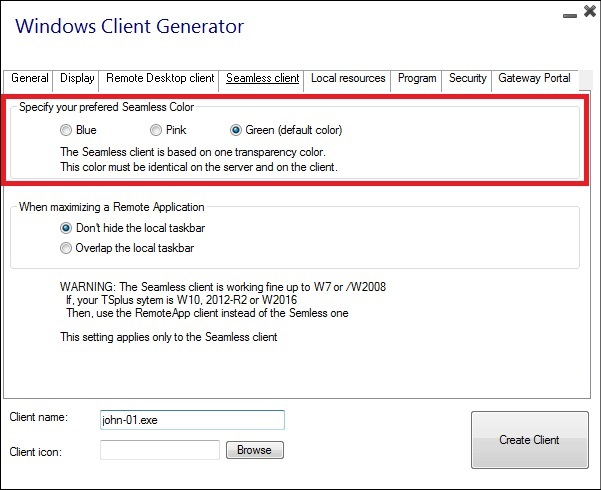 Windows Client Generator
General Display Remote Desktop client Seamless client Local resources Program Security Gateway Portal
Specify your prefered Seamless Color
Blue Pink Green (default color)
The Seamless client is based on one transparency color.
This color must be identical on the server and on the client.
When maximizing a Remote Application
Don't hide the local taskbar
Overlap the local taskbar
WARNING: The Seamless client is working fine up to W7 or /W2008
If, your TSplus sytem is W10, 2012-R2 or W2016
Then, use the RemoteApp client instead of the Semless one
This setting applies only to the Seamless client
Client name: john-01.exe
Client icon: Browse
Create Client